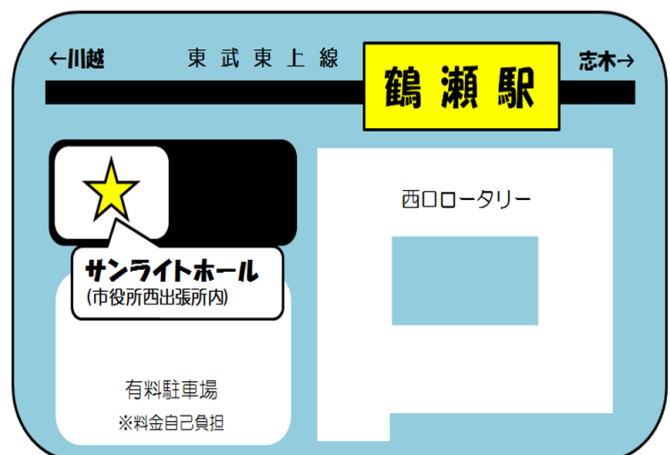 ←川越
東武東上線
鶴瀬駅
志木→
西口ロータリー
サンライトホール
(市役所西出張所内)
有料駐車場
※料金自己負担